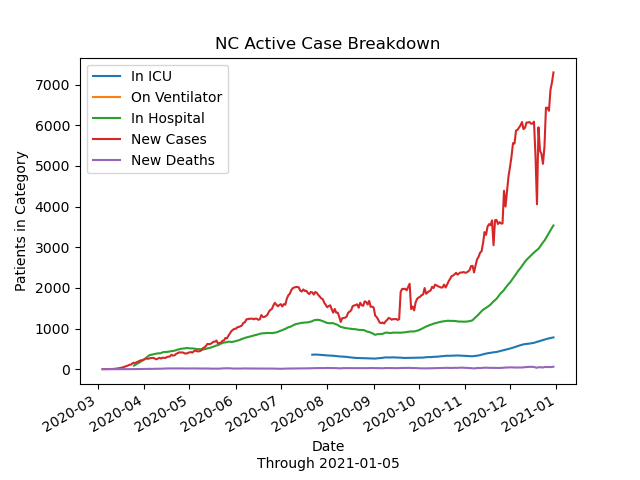 NC Active Case Breakdown
In ICU
On Ventilator
In Hospital
New Cases
New Deaths
Patients in Category
7000
6000
5000
4000
3000
2000
1000
0
2020-03
2020-04
2020-05
2020-06
2020-07
2020-08
2020-09
2020-10
2020-11
2020-12
2021-01
Date
Through 2021-01-05